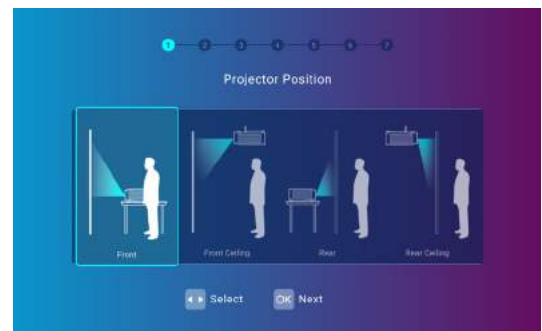 1 2 3 4 5 6 7
Projector Position
Front Front Ceiling Rear Rear Ceiling
Select OK Next